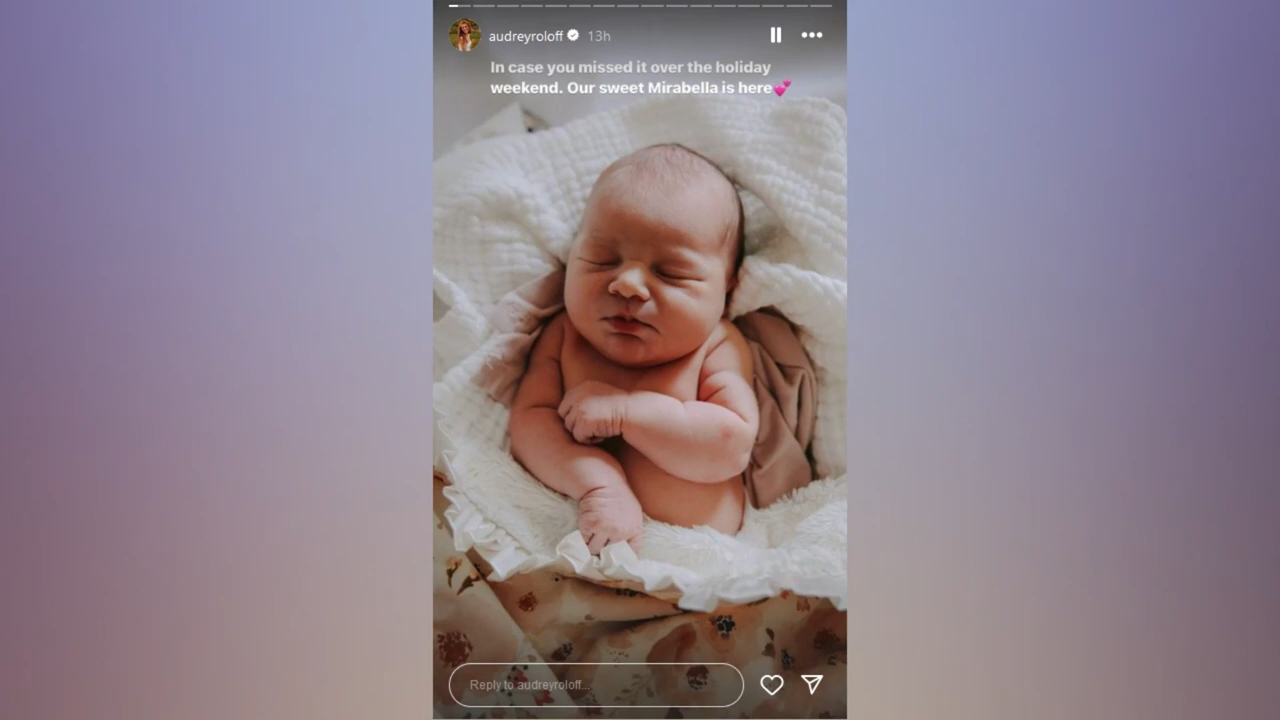 audreyroloff 13h
In case you missed it over the holiday
weekend. Our sweet Mirabella is here💕
Reply to audreyroloff...